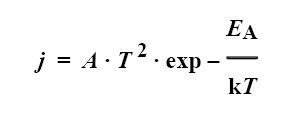 j = A · T² · exp – E_A / kT